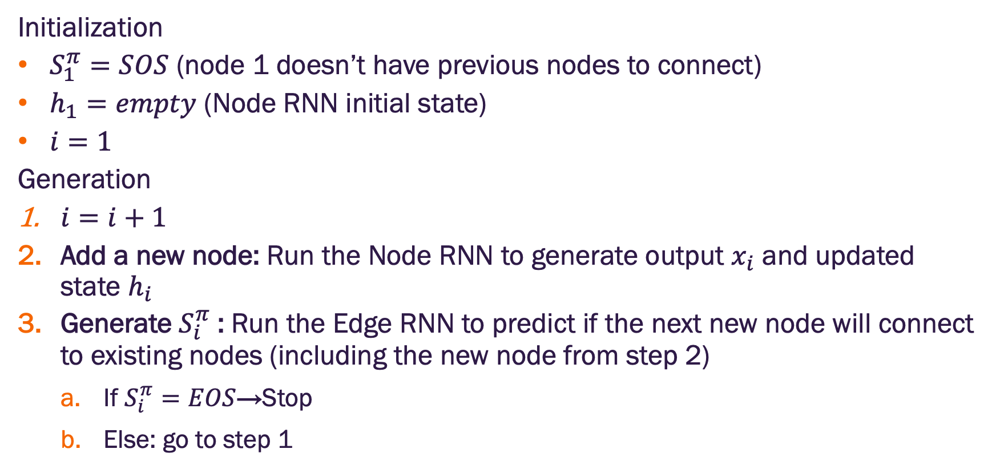 Initialization
• $S_1^\pi = SOS$ (node 1 doesn't have previous nodes to connect)
• $h_1 = empty$ (Node RNN initial state)
• $i = 1$
Generation
1. $i = i + 1$
2. Add a new node: Run the Node RNN to generate output $x_i$ and updated
state $h_i$
3. Generate $S_i^\pi$ : Run the Edge RNN to predict if the next new node will connect
to existing nodes (including the new node from step 2)
a. If $S_i^\pi = EOS$→Stop
b. Else: go to step 1